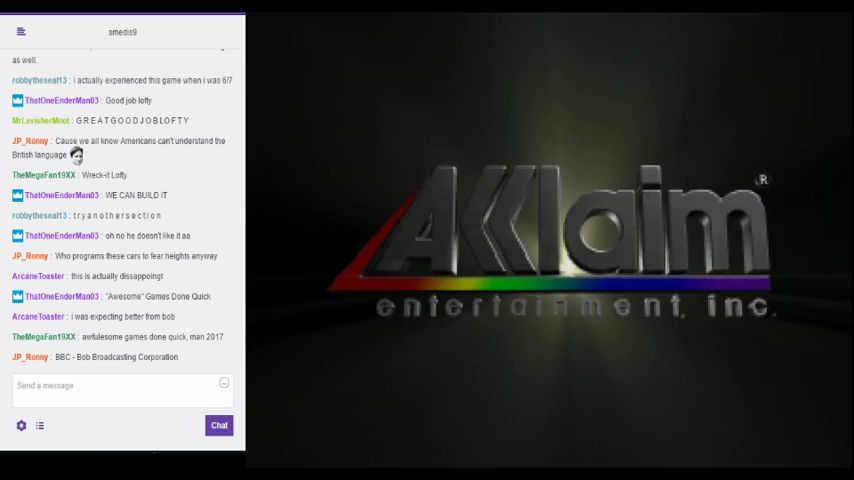 smedis9
as well.
robbytheseal13 : i actually experienced this game when i was 6/7
ThatOneEnderMan03 : Good job lofty
MrLavisherMoot : G R E A T G O O D J O B L O F T Y
JP_Ronny : Cause we all know Americans can't understand the
British language
TheMegaFan19XX : Wreck-it Lofty
ThatOneEnderMan03 : WE CAN BUILD IT
robbytheseal13 : t r y a n o t h e r s e c t i o n
ThatOneEnderMan03 : oh no he doesn't like it aa
JP_Ronny : Who programs these cars to fear heights anyway
ArcaneToaster : this is actually dissappoingt
ThatOneEnderMan03 : "Awesome" Games Done Quick
ArcaneToaster : i was expecting better from bob
TheMegaFan19XX : awfulesome games done quick, man 2017
JP_Ronny : BBC - Bob Broadcasting Corporation
Send a message
Chat
AKKlaim®
entertainment, inc.